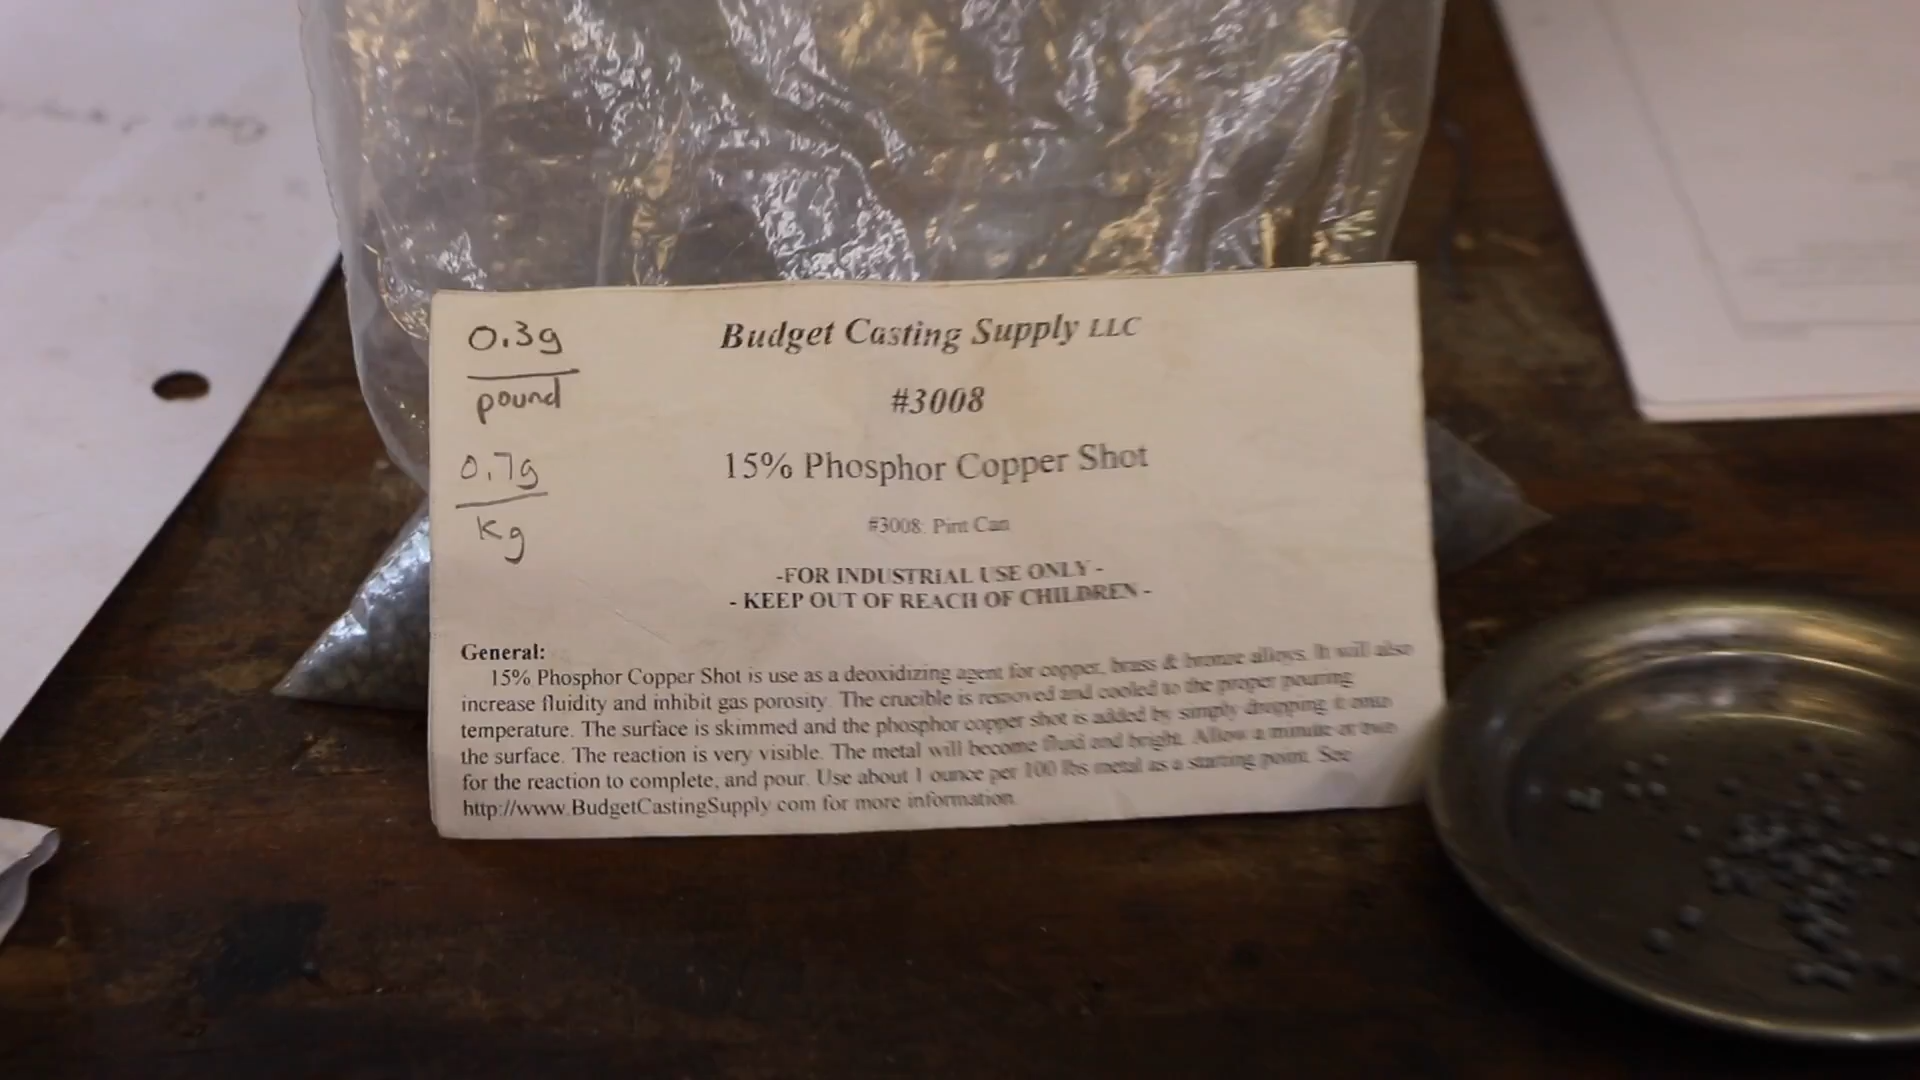 0.3g
pound
0.7g
kg
Budget Casting Supply LLC
#3008
15% Phosphor Copper Shot
#3008: Pint Can
-FOR INDUSTRIAL USE ONLY -
- KEEP OUT OF REACH OF CHILDREN -
General:
15% Phosphor Copper Shot is use as a deoxidizing agent for copper, brass & bronze alloys. It will also
increase fluidity and inhibit gas porosity. The crucible is removed and cooled to the proper pouring
temperature. The surface is skimmed and the phosphor copper shot is added by simply dropping it onto
the surface. The reaction is very visible. The metal will become fluid and bright. Allow a minute or two
for the reaction to complete, and pour. Use about 1 ounce per 100 lbs metal as a starting point. See
http://www.BudgetCastingSupply.com for more information.